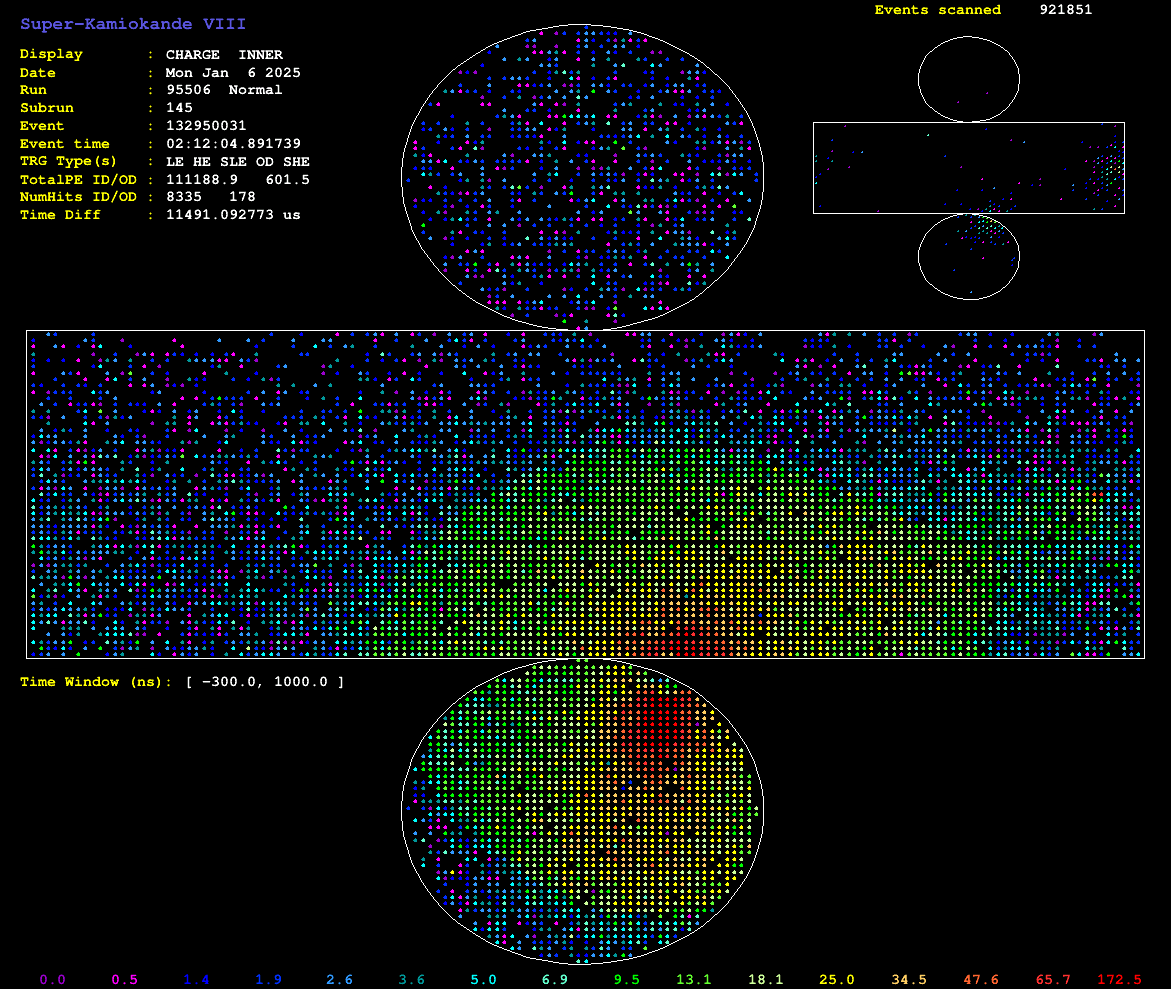 Super-Kamiokande VIII
Events scanned 921851
Display : CHARGE INNER
Date : Mon Jan 6 2025
Run : 95506 Normal
Subrun : 145
Event : 132950031
Event time : 02:12:04.891739
TRG Type(s) : LE HE SLE OD SHE
TotalPE ID/OD : 111188.9 601.5
NumHits ID/OD : 8335 178
Time Diff : 11491.092773 us
Time Window (ns): [ -300.0, 1000.0 ]
0.0 0.5 1.4 1.9 2.6 3.6 5.0 6.9 9.5 13.1 18.1 25.0 34.5 47.6 65.7 172.5